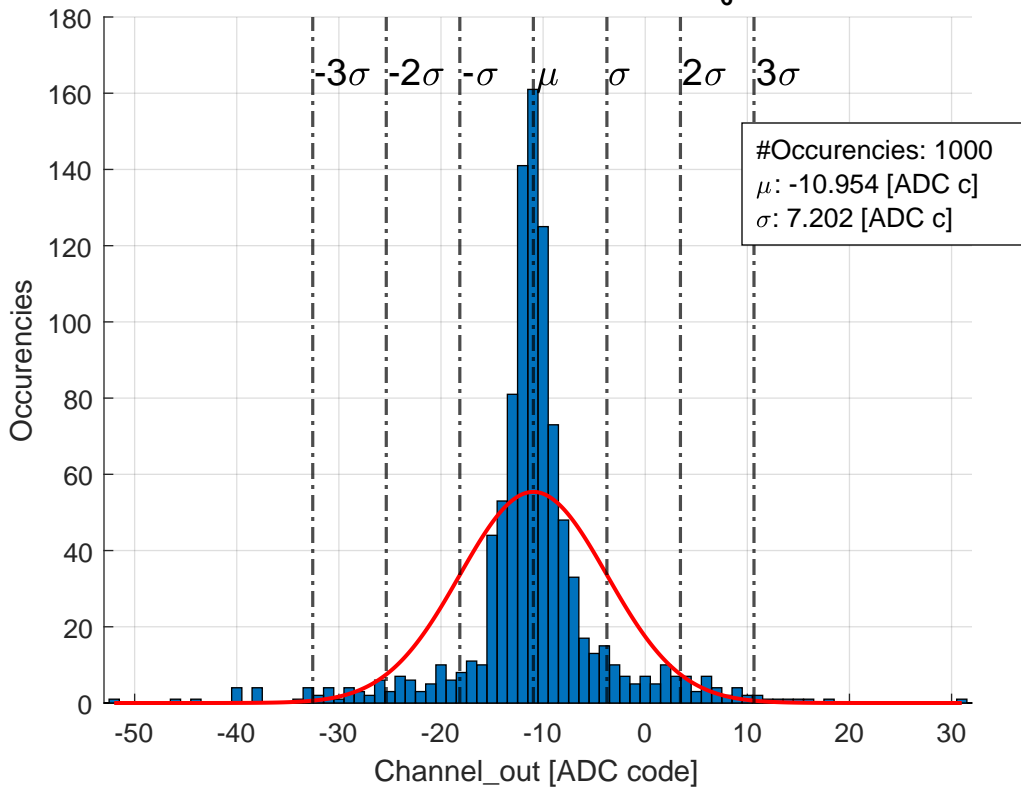 180
160
140
120
100
80
60
40
20
0
Occurencies
-3σ -2σ -σ μ σ 2σ 3σ
#Occurencies: 1000
μ: -10.954 [ADC c]
σ: 7.202 [ADC c]
-50 -40 -30 -20 -10 0 10 20 30
Channel_out [ADC code]